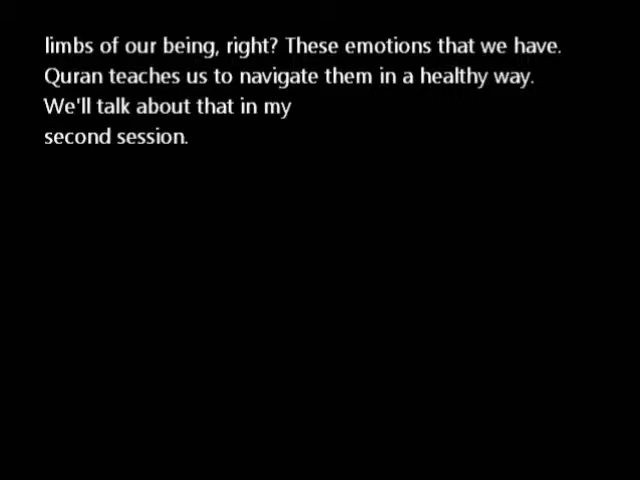 limbs of our being, right? These emotions that we have.
Quran teaches us to navigate them in a healthy way.
We'll talk about that in my
second session.